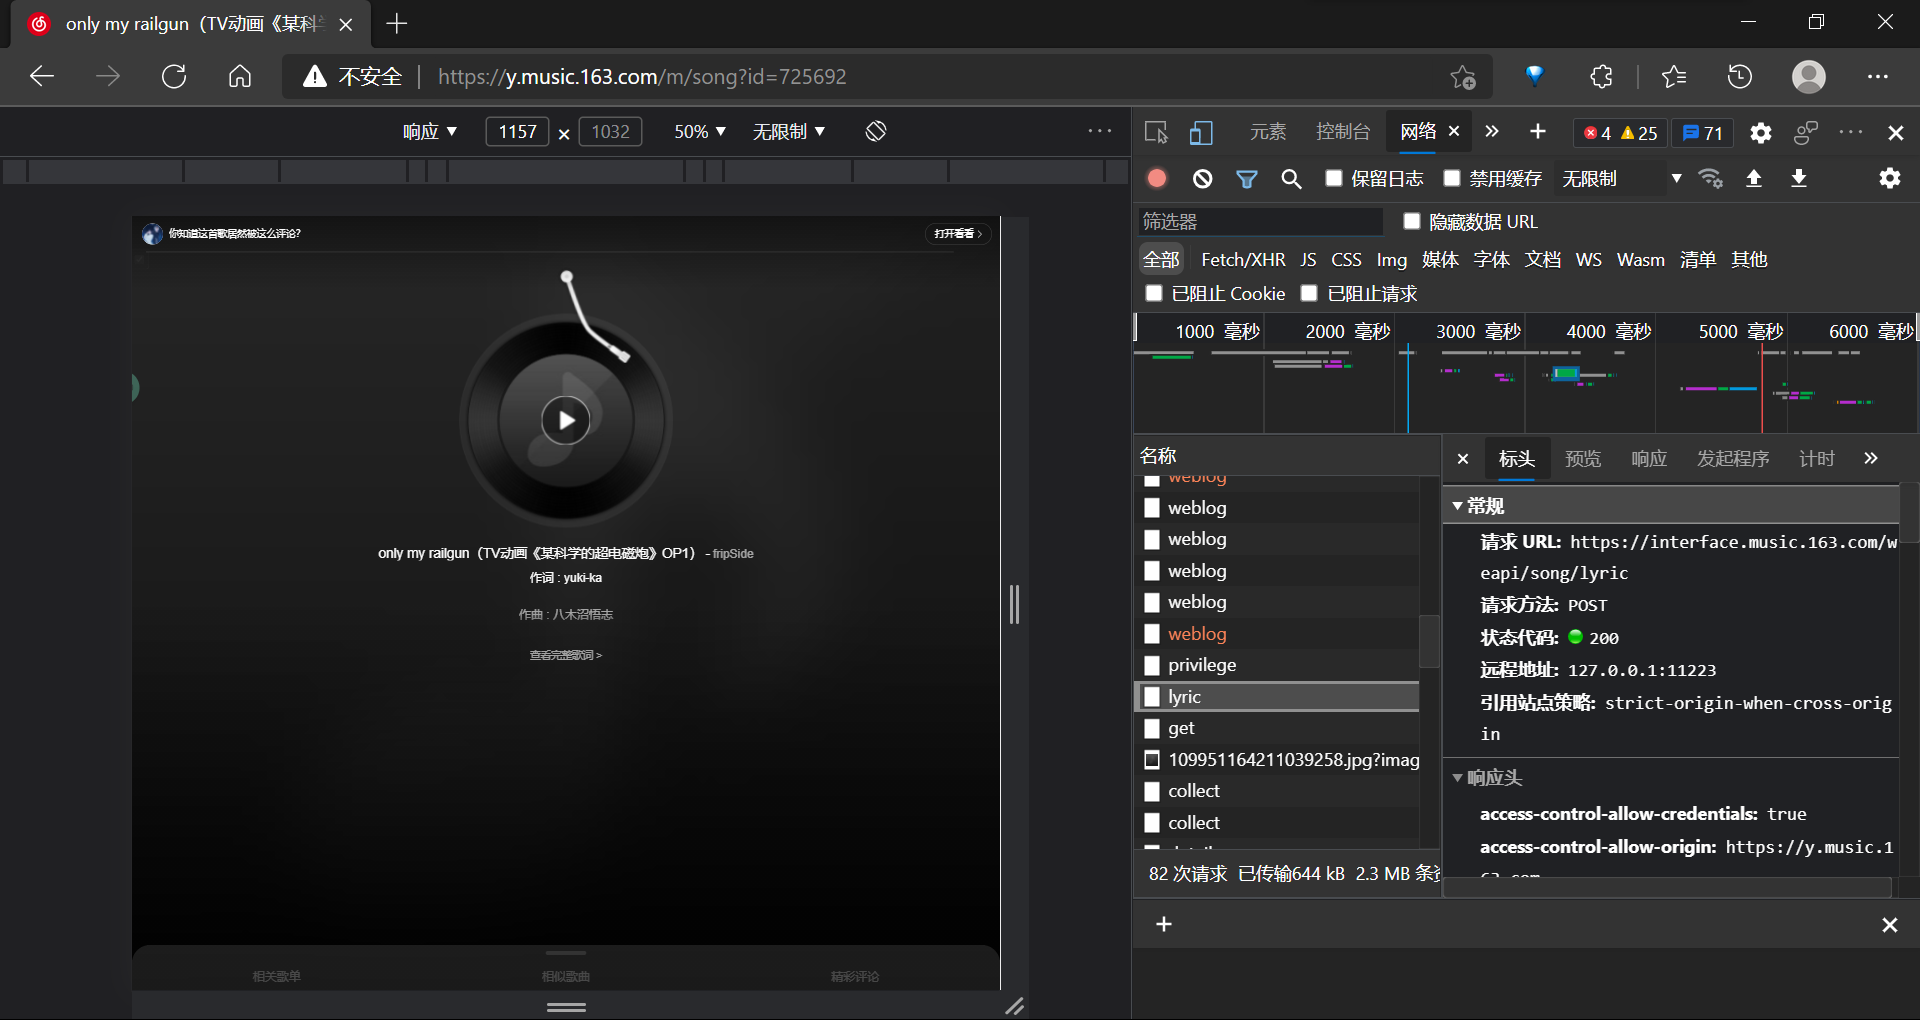 only my railgun（TV动画《某科学
不安全 https://y.music.163.com/m/song?id=725692
响应 1157 × 1032 50% 无限制
元素 控制台 网络 4 25 71
保留日志 禁用缓存 无限制
筛选器 隐藏数据 URL
全部 Fetch/XHR JS CSS Img 媒体 字体 文档 WS Wasm 清单 其他
已阻止 Cookie 已阻止请求
1000 毫秒 2000 毫秒 3000 毫秒 4000 毫秒 5000 毫秒 6000 毫秒
你知道这首歌居然被这么评论?
打开看看
only my railgun（TV动画《某科学的超电磁炮》OP1） - fripSide
作词 : yuki-ka
作曲 : 八木沼悟志
查看完整歌词 >
相关歌单 相似歌曲 精彩评论
名称
weblog
weblog
weblog
weblog
weblog
weblog
privilege
lyric
get
109951164211039258.jpg?imag
collect
collect
82 次请求 已传输644 kB 2.3 MB 条
标头 预览 响应 发起程序 计时
常规
请求 URL: https://interface.music.163.com/w
eapi/song/lyric
请求方法: POST
状态代码: 200
远程地址: 127.0.0.1:11223
引用站点策略: strict-origin-when-cross-orig
in
响应头
access-control-allow-credentials: true
access-control-allow-origin: https://y.music.1